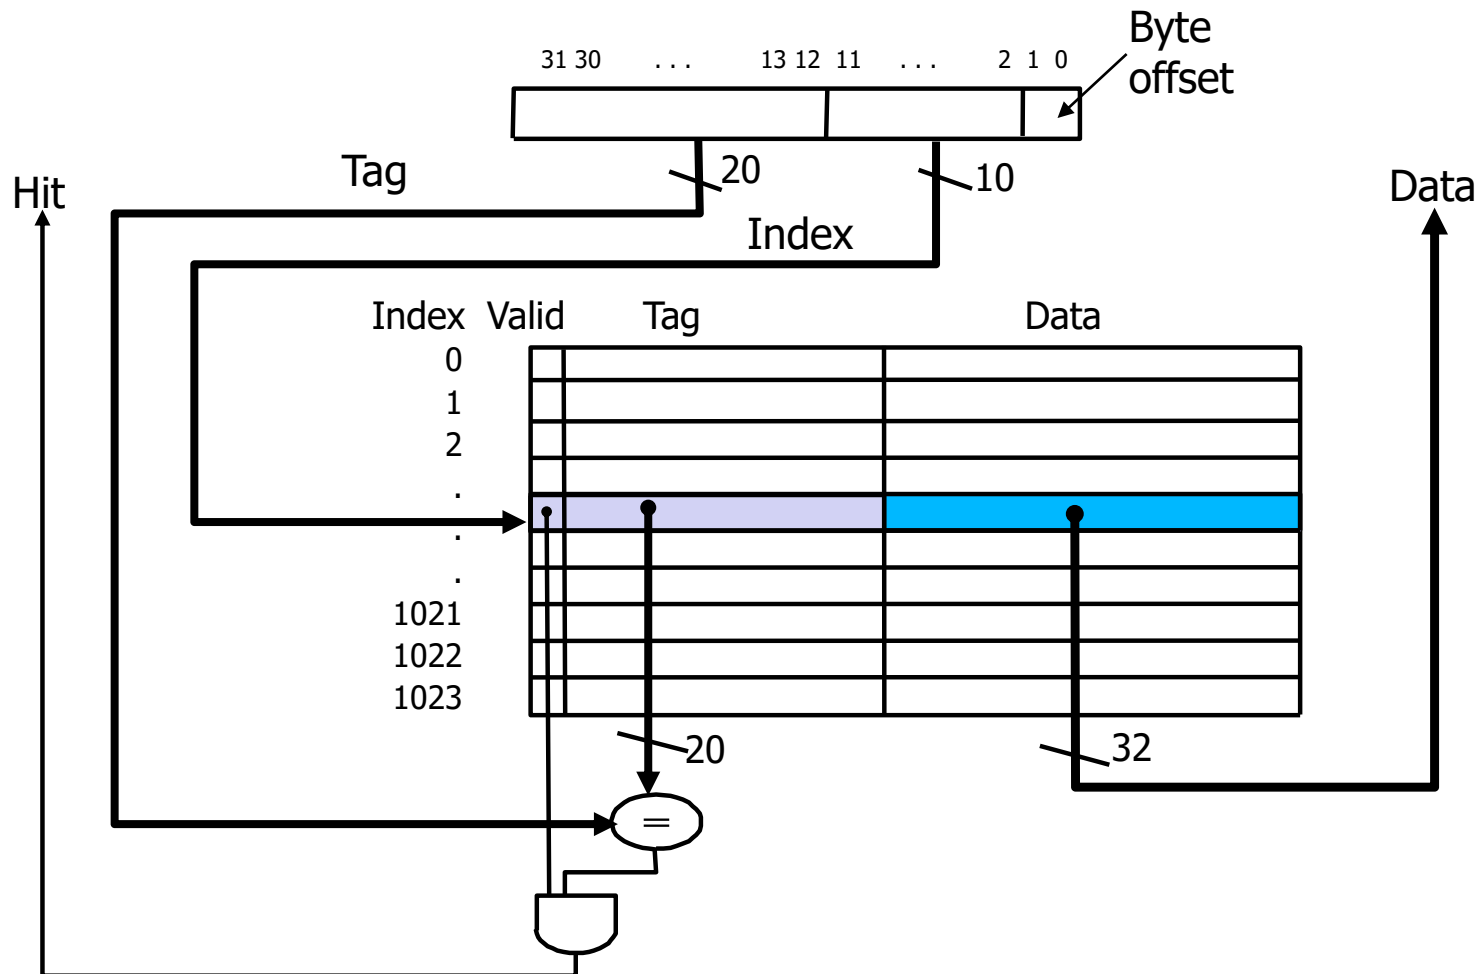 Byte
offset
31 30 . . . 13 12 11 . . . 2 1 0
Tag
20
10
Hit
Data
Index
Index Valid Tag Data
0
1
2
.
.
.
1021
1022
1023
20
32
=